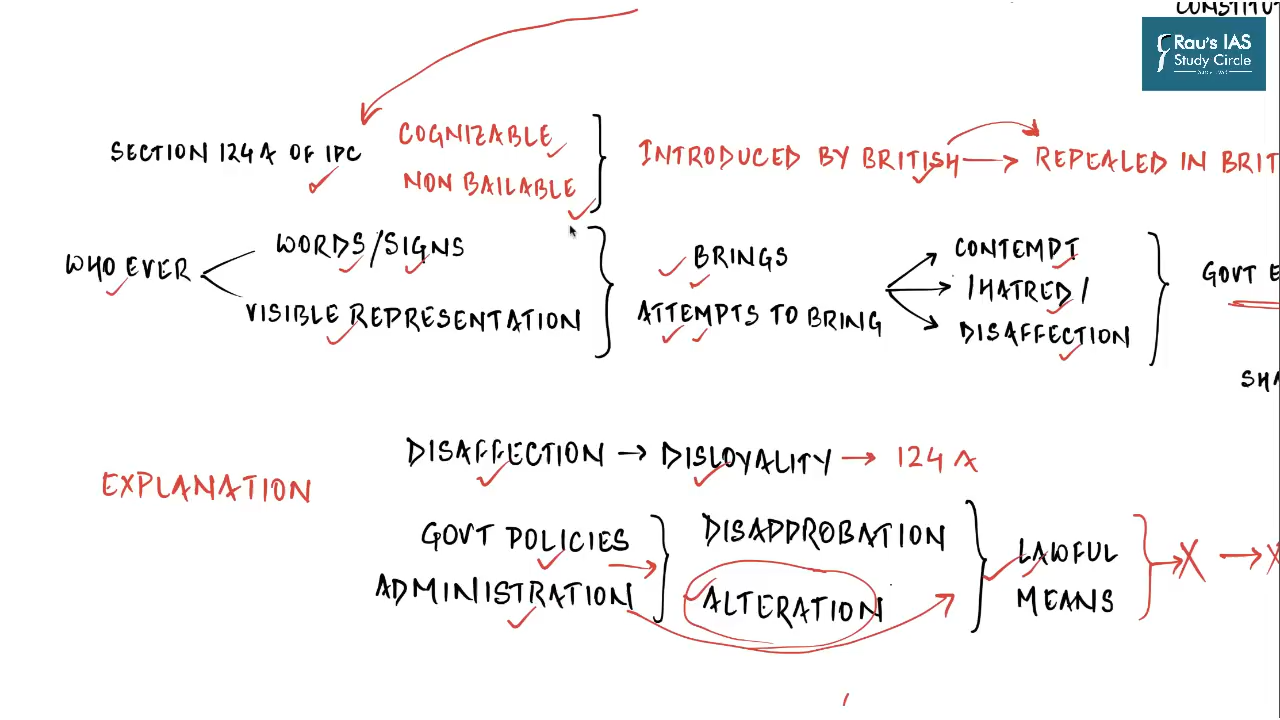 CONSTITUT
Rau's IAS
Study Circle
SECTION 124A OF IPC
COGNIZABLE
NON BAILABLE
INTRODUCED BY BRITISH → REPEALED IN BRIT
WHO EVER
WORDS/SIGNS
VISIBLE REPRESENTATION
BRINGS
ATTEMPTS TO BRING
CONTEMPT
/HATRED/
DISAFFECTION
GOVT E
SHA
EXPLANATION
DISAFFECTION → DISLOYALITY → 124 A
GOVT POLICIES
ADMINISTRATION
DISAPPROBATION
ALTERATION
LAWFUL
MEANS
X → X